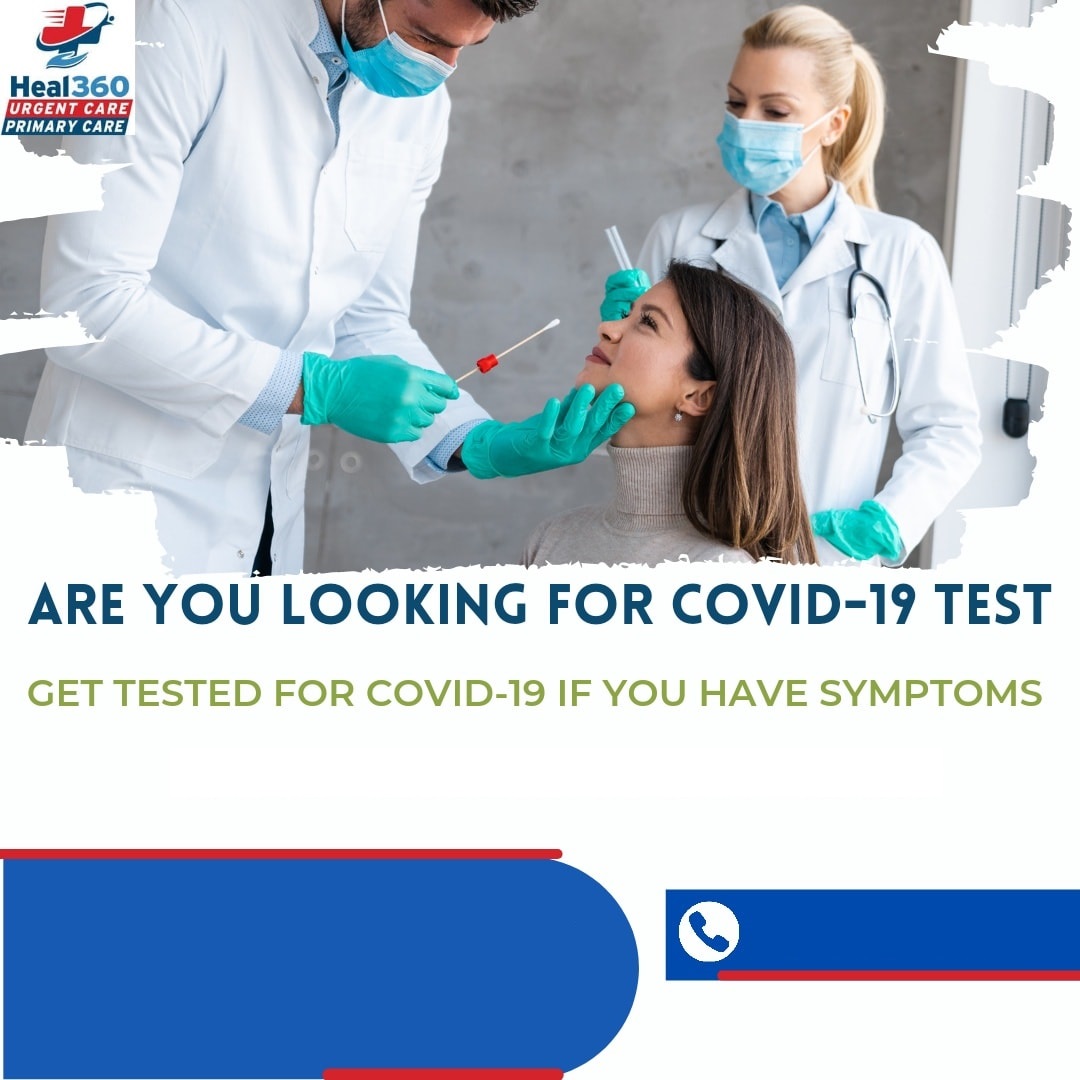 Heal360
URGENT CARE
PRIMARY CARE
ARE YOU LOOKING FOR COVID-19 TEST
GET TESTED FOR COVID-19 IF YOU HAVE SYMPTOMS